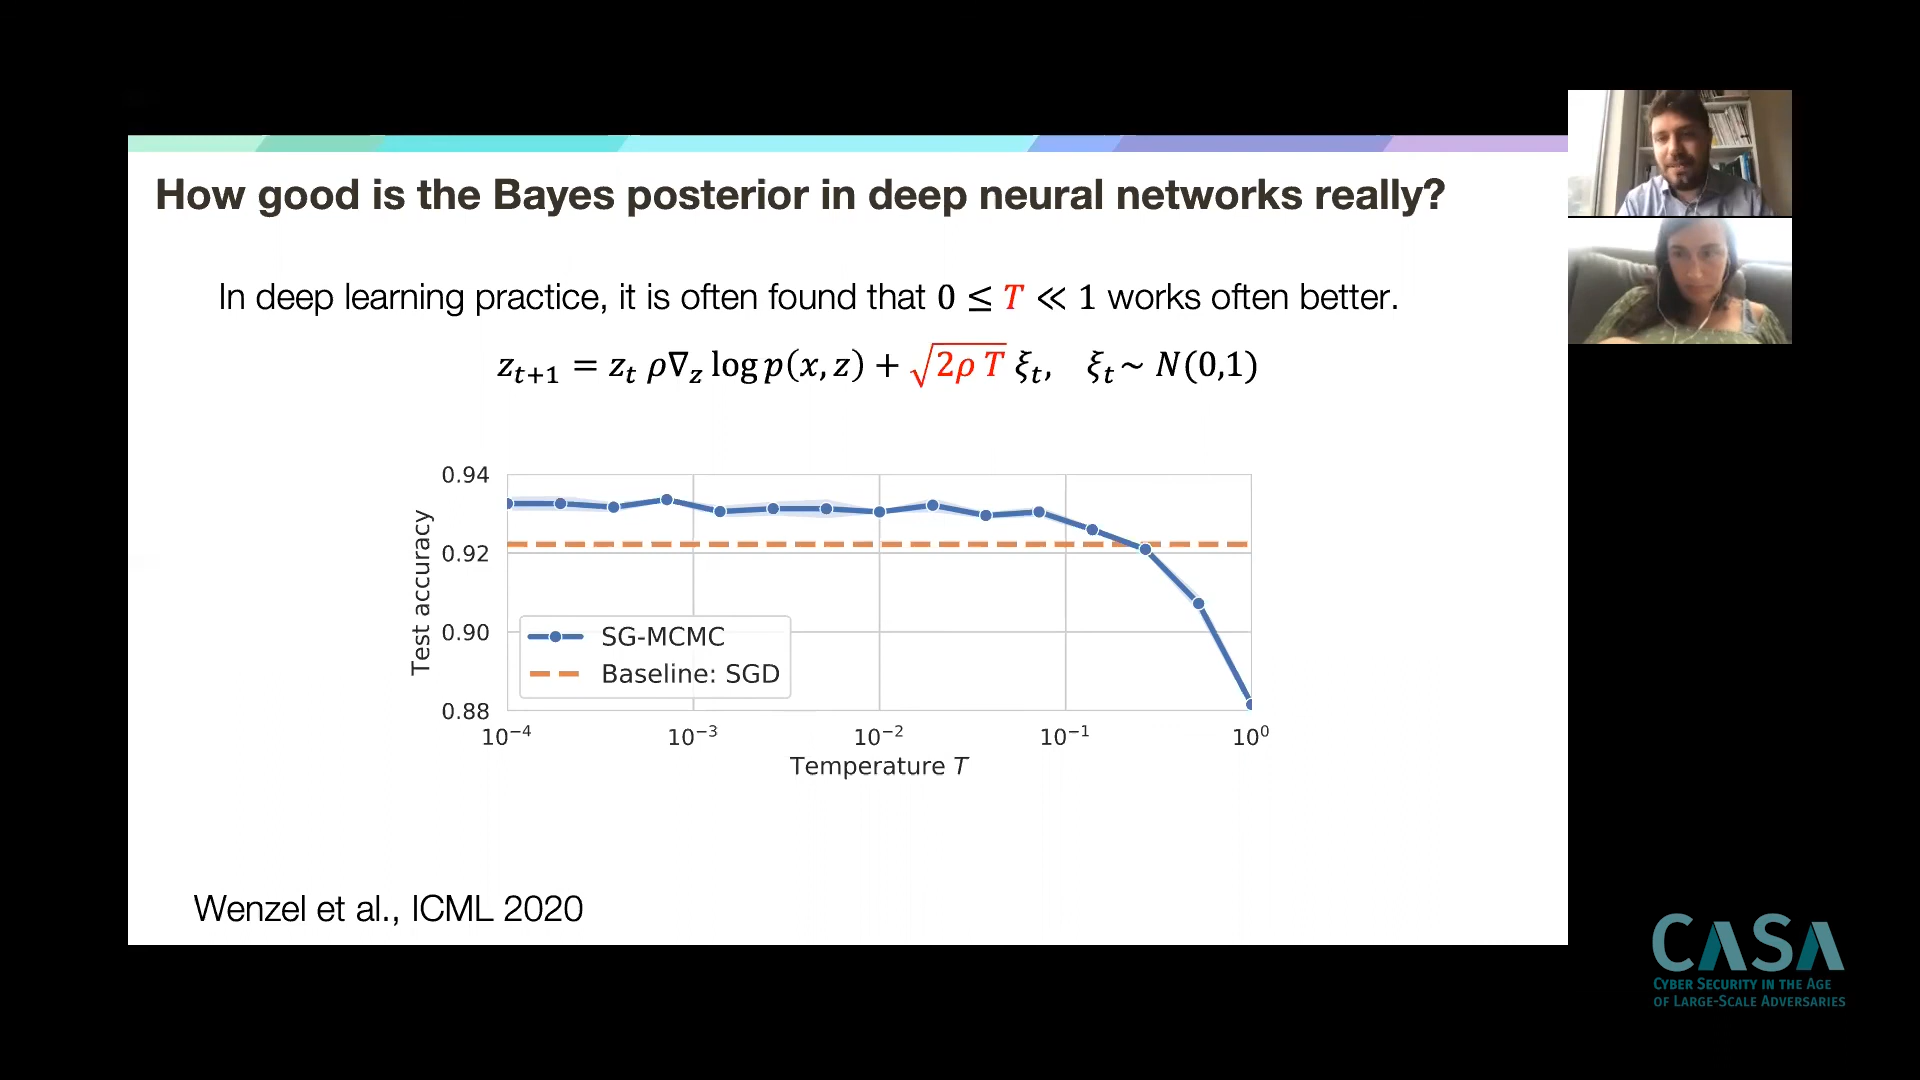 How good is the Bayes posterior in deep neural networks really?
In deep learning practice, it is often found that 0 ≤ T ≪ 1 works often better.
z_{t+1} = z_t ρ∇_z log p(x, z) + √(2ρ T) ξ_t, ξ_t ~ N(0,1)
0.94
0.92
0.90
0.88
Test accuracy
SG-MCMC
Baseline: SGD
10⁻⁴ 10⁻³ 10⁻² 10⁻¹ 10⁰
Temperature T
Wenzel et al., ICML 2020
CASA
CYBER SECURITY IN THE AGE
OF LARGE-SCALE ADVERSARIES